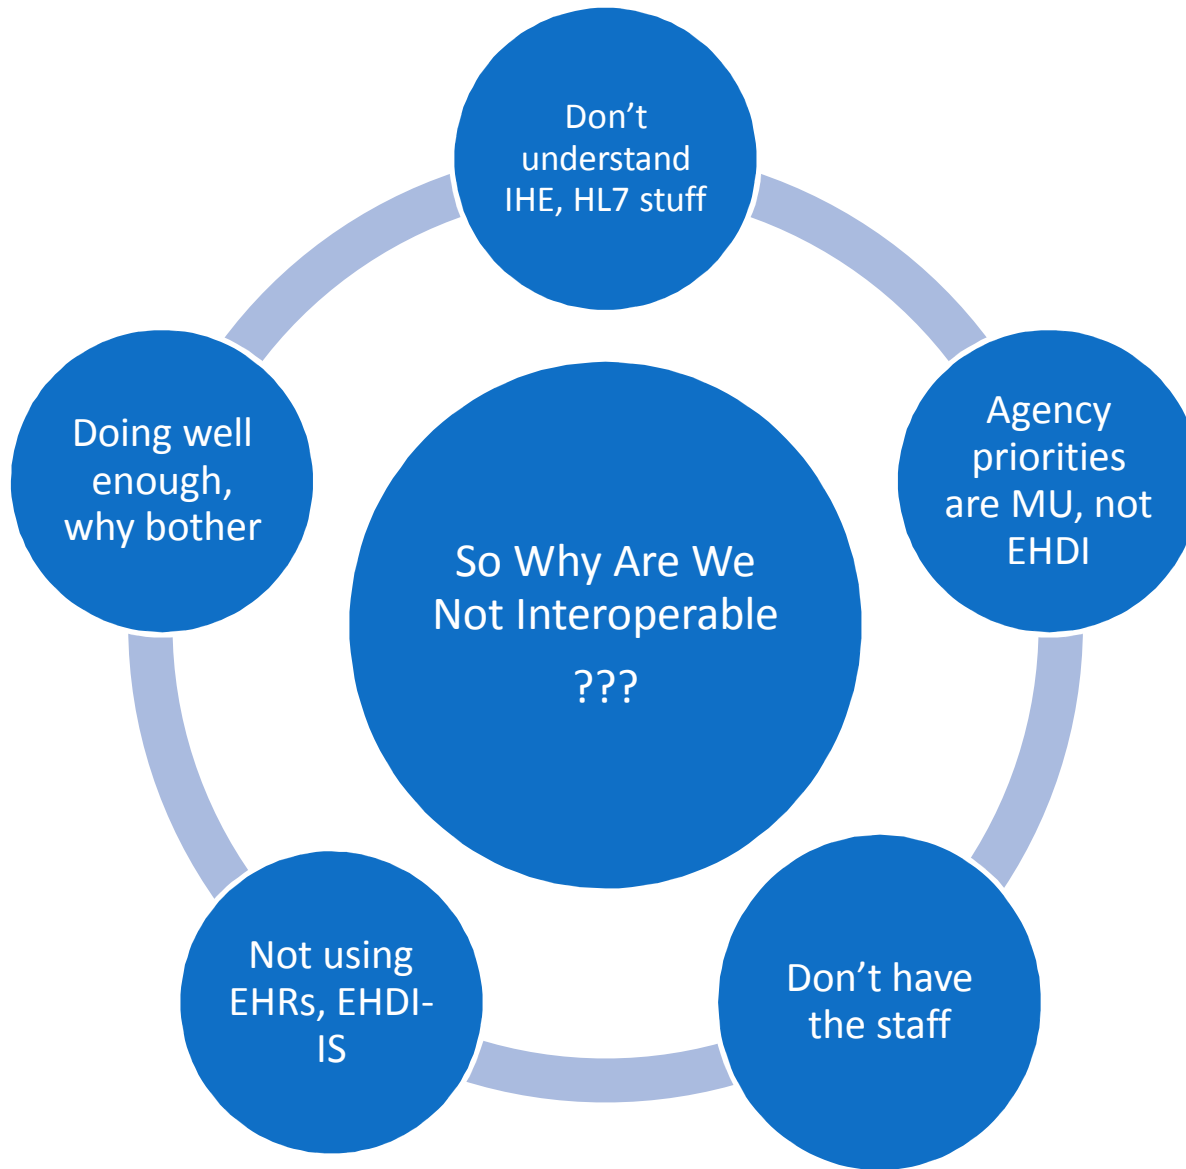 Don’t
understand
IHE, HL7 stuff
Agency
priorities
are MU, not
EHDI
Doing well
enough,
why bother
So Why Are We
Not Interoperable
???
Not using
EHRs, EHDI-
IS
Don’t have
the staff